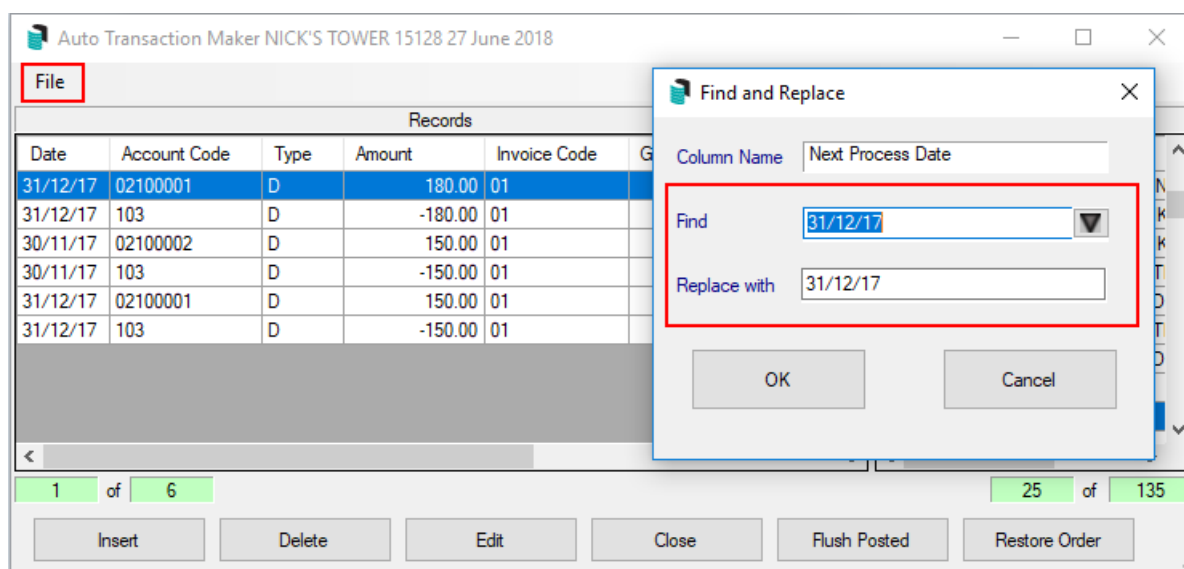 Auto Transaction Maker NICK'S TOWER 15128 27 June 2018
File
Records
Date Account Code Type Amount Invoice Code G
31/12/17 02100001 D 180.00 01
31/12/17 103 D -180.00 01
30/11/17 02100002 D 150.00 01
30/11/17 103 D -150.00 01
31/12/17 02100001 D 150.00 01
31/12/17 103 D -150.00 01
Find and Replace
Column Name Next Process Date
Find 31/12/17
Replace with 31/12/17
OK Cancel
1 of 6 25 of 135
Insert Delete Edit Close Flush Posted Restore Order